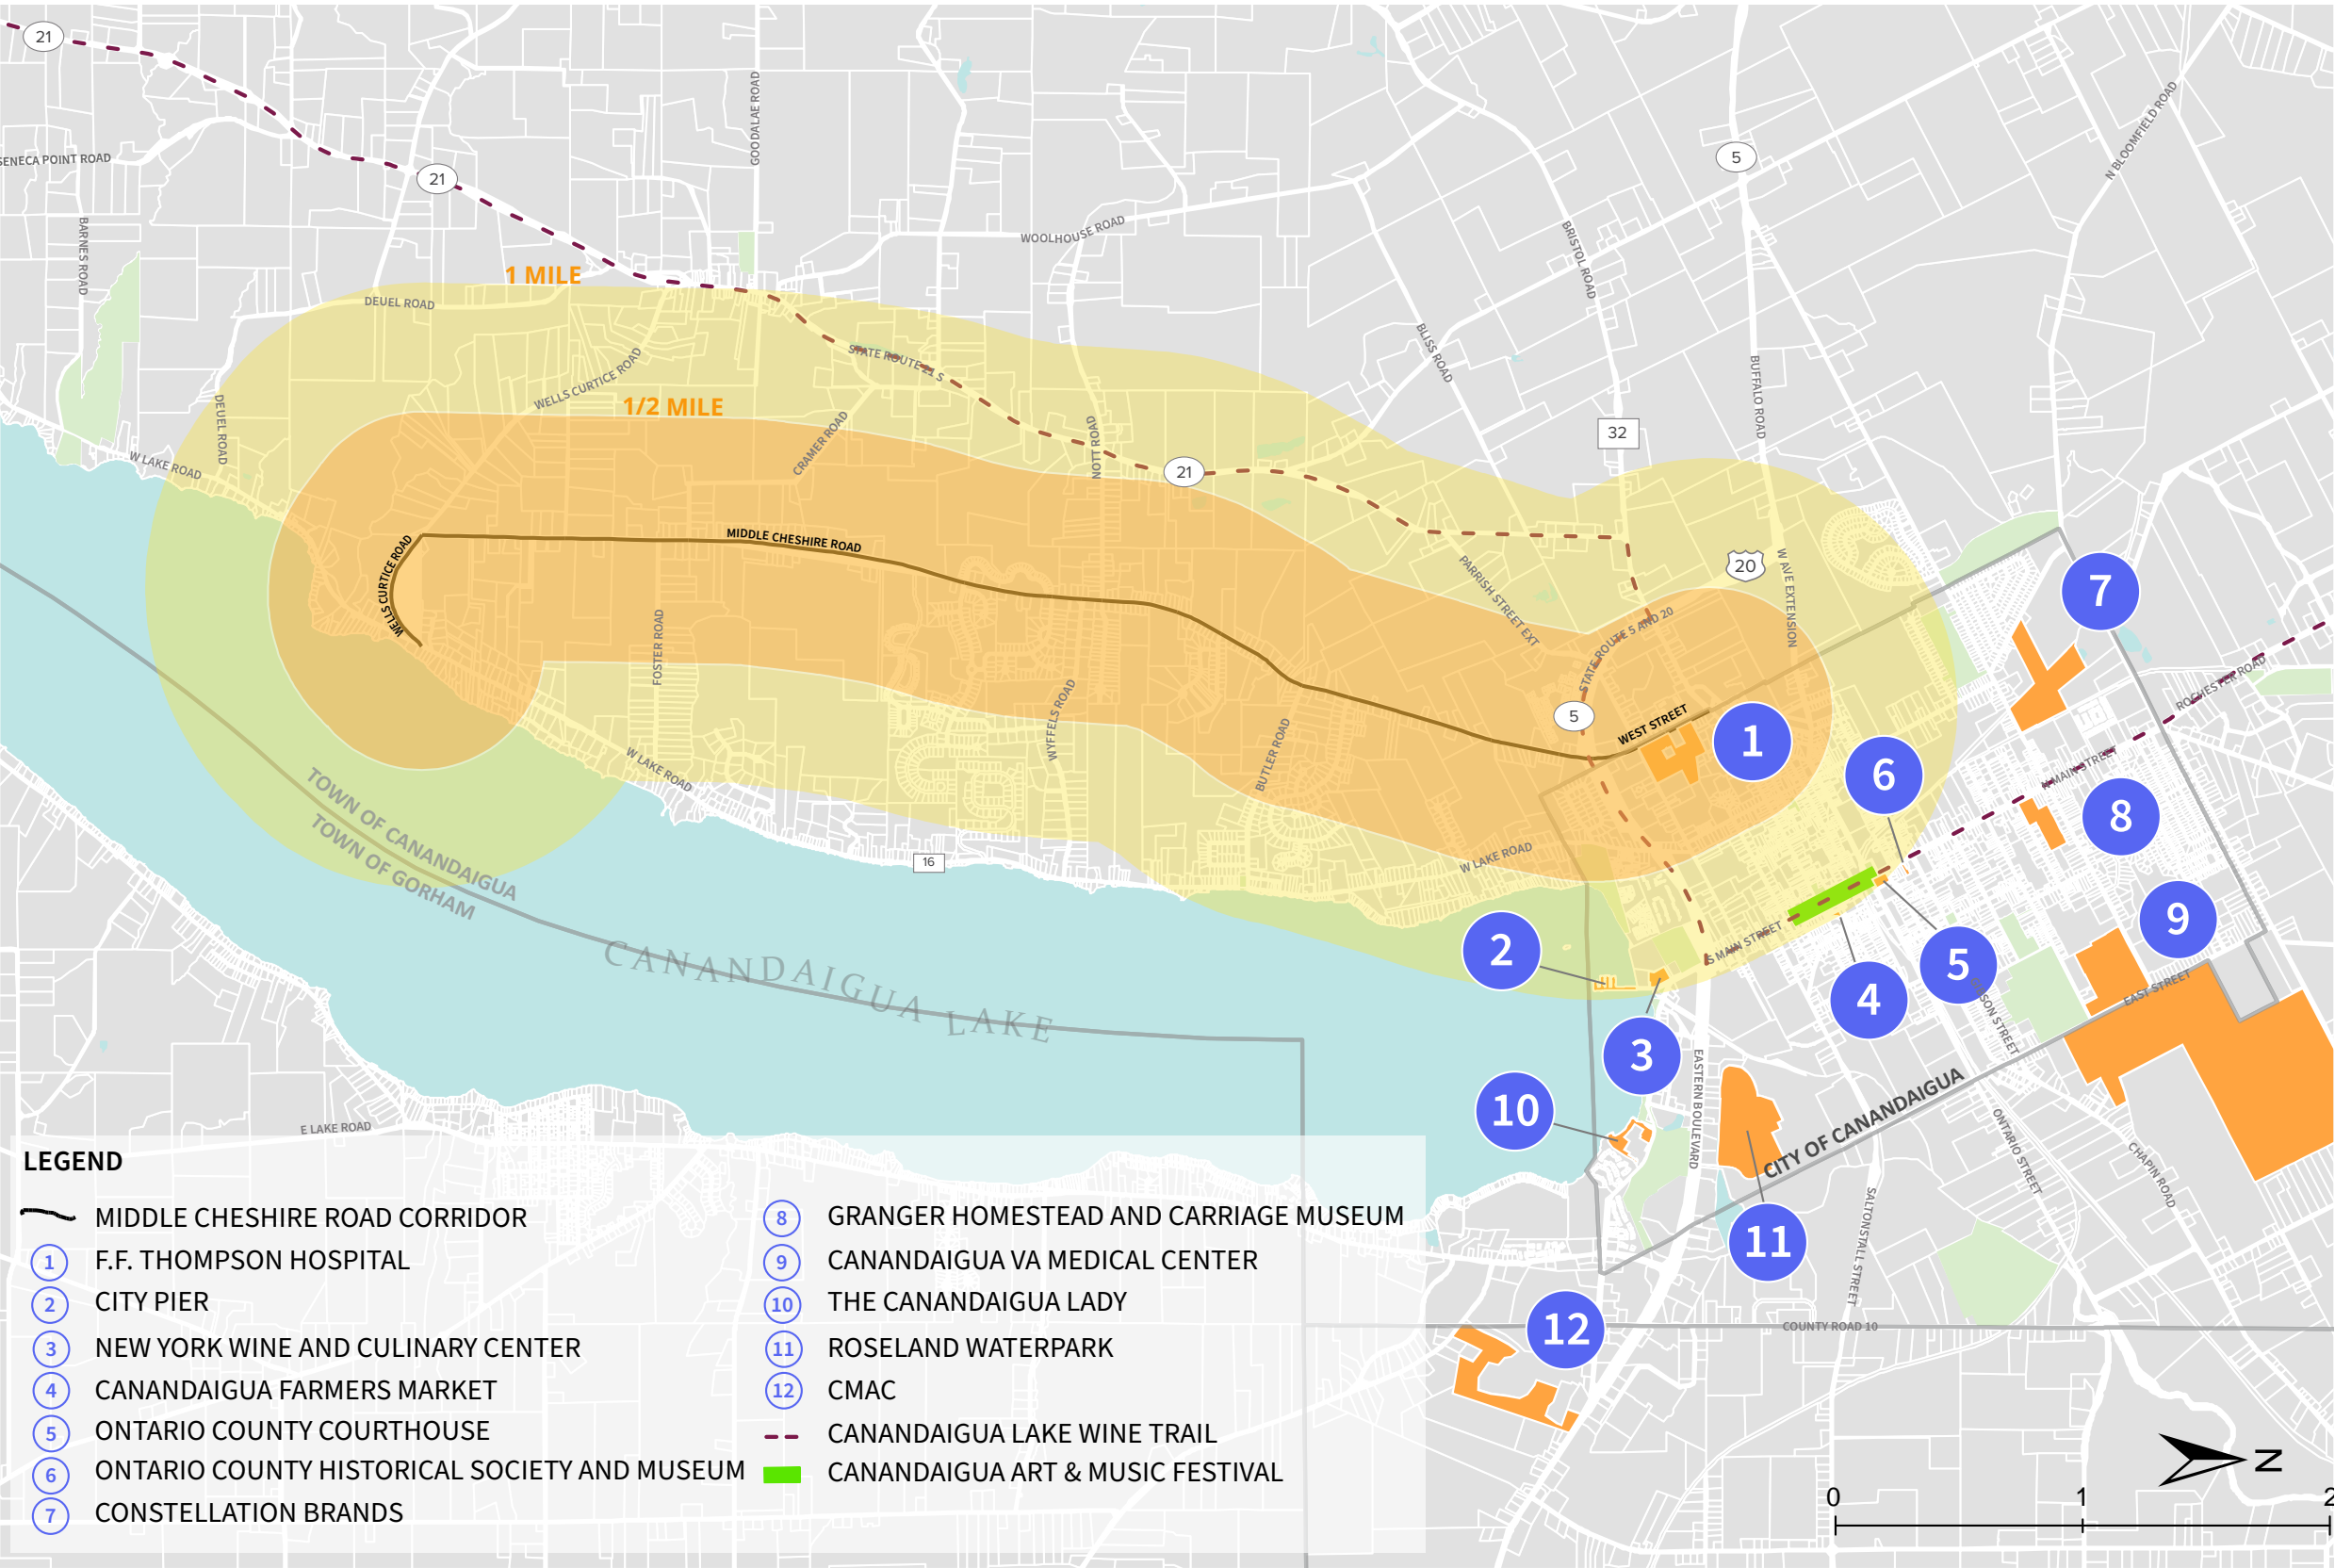 21
SENECA POINT ROAD
BARNES ROAD
21
GOODALAE ROAD
WOOLHOUSE ROAD
5
N BLOOMFIELD ROAD
BRISTOL ROAD
BLISS ROAD
BUFFALO ROAD
32
1 MILE
DEUEL ROAD
DEUEL ROAD
W LAKE ROAD
WELLS CURTICE ROAD
1/2 MILE
STATE ROUTE 21 S
CRAMER ROAD
NOTT ROAD
21
MIDDLE CHESHIRE ROAD
WELLS CURTICE ROAD
FOSTER ROAD
W LAKE ROAD
WYFFELS ROAD
BUTLER ROAD
PARRISH STREET EXT
STATE ROUTE 5 AND 20
20
W AVE EXTENSION
5
WEST STREET
W LAKE ROAD
16
TOWN OF CANANDAIGUA
TOWN OF GORHAM
CANANDAIGUA LAKE
1
2
3
4
5
6
7
8
9
10
11
12
ROCHESTER ROAD
N MAIN STREET
S MAIN STREET
EAST STREET
EASTERN BOULEVARD
CITY OF CANANDAIGUA
ONTARIO STREET
CHAPIN ROAD
SALTONSTALL STREET
COUNTY ROAD 10
E LAKE ROAD
LEGEND
MIDDLE CHESHIRE ROAD CORRIDOR
1 F.F. THOMPSON HOSPITAL
2 CITY PIER
3 NEW YORK WINE AND CULINARY CENTER
4 CANANDAIGUA FARMERS MARKET
5 ONTARIO COUNTY COURTHOUSE
6 ONTARIO COUNTY HISTORICAL SOCIETY AND MUSEUM
7 CONSTELLATION BRANDS
8 GRANGER HOMESTEAD AND CARRIAGE MUSEUM
9 CANANDAIGUA VA MEDICAL CENTER
10 THE CANANDAIGUA LADY
11 ROSELAND WATERPARK
12 CMAC
CANANDAIGUA LAKE WINE TRAIL
CANANDAIGUA ART & MUSIC FESTIVAL
N
0 1 2